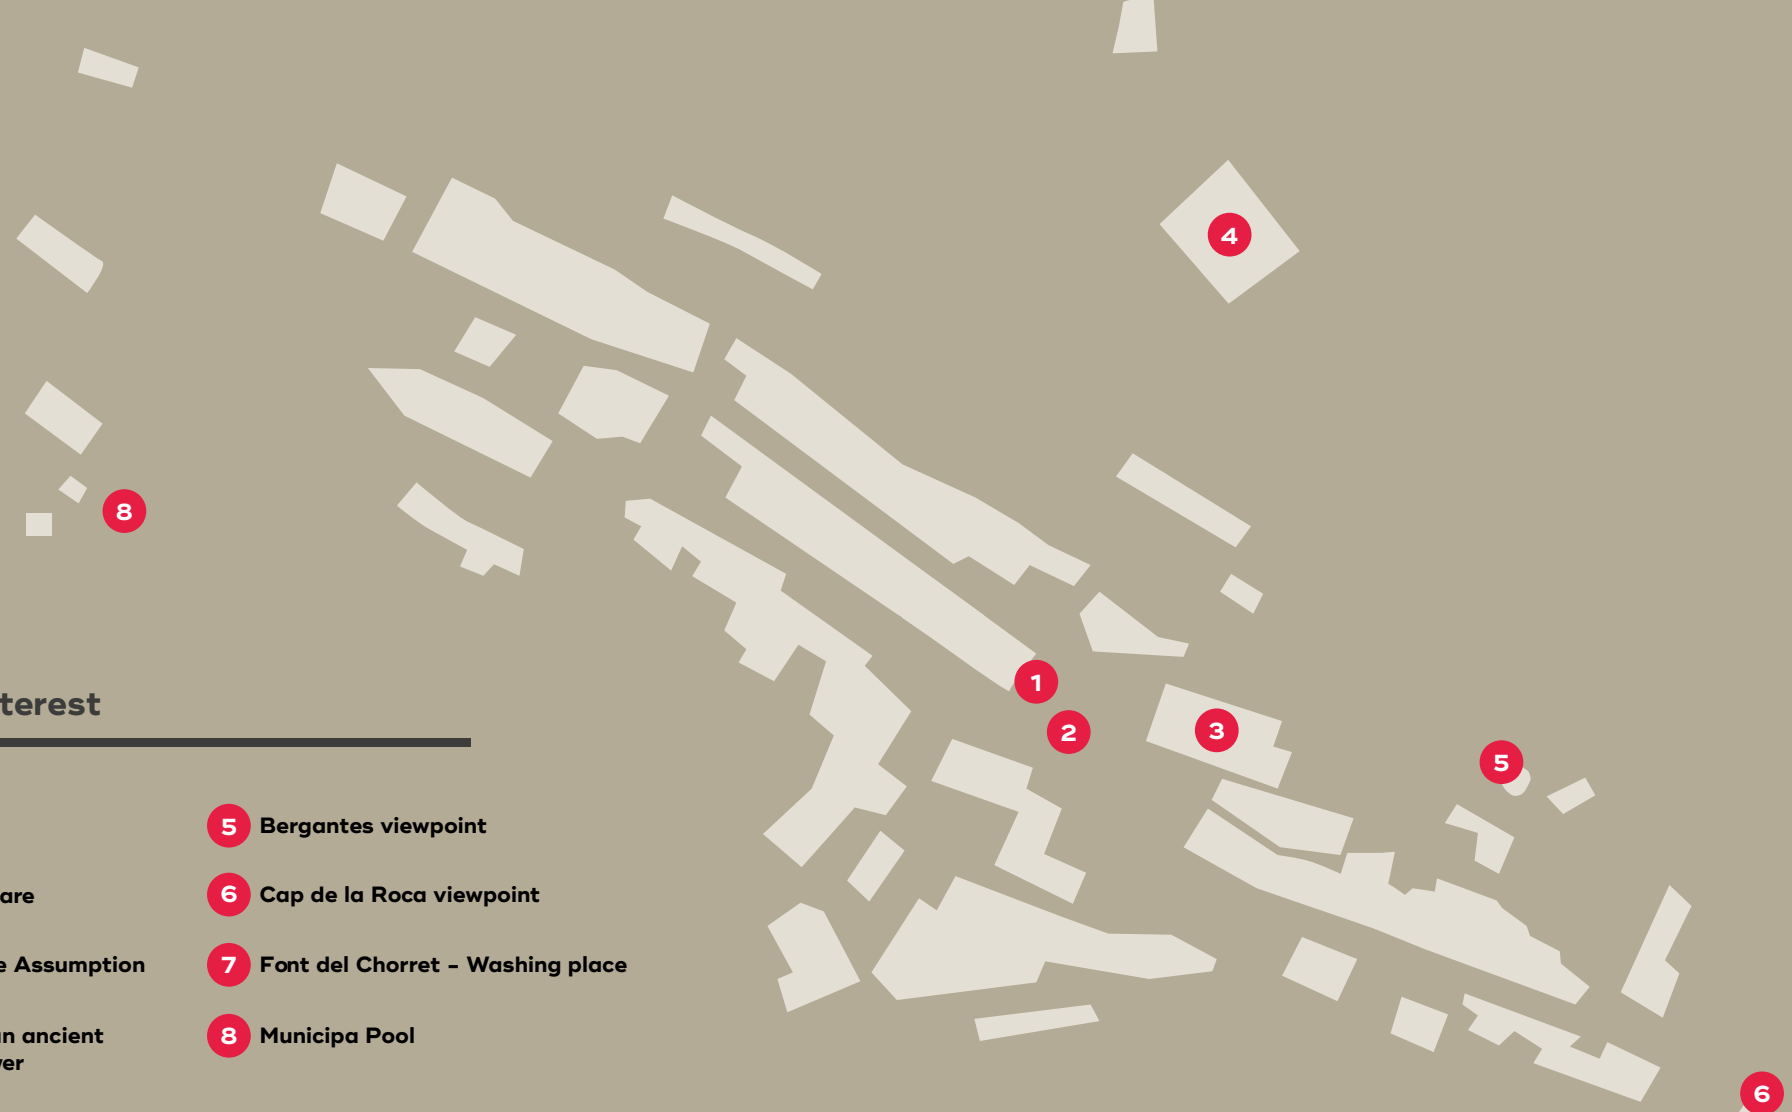 4
8
1
2
3
5
terest
5 Bergantes viewpoint
are
6 Cap de la Roca viewpoint
e Assumption
7 Font del Chorret - Washing place
n ancient
8 Municipa Pool
ver
6